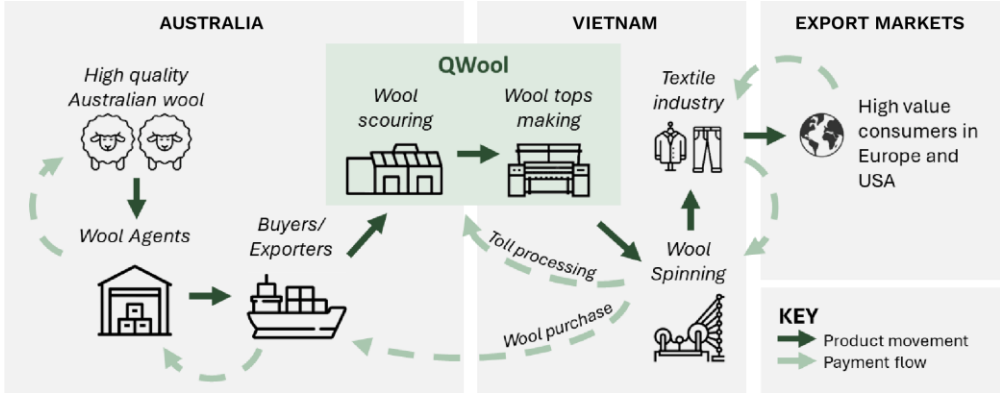 AUSTRALIA
VIETNAM
EXPORT MARKETS
High quality
Australian wool
QWool
Wool
scouring
Wool tops
making
Textile
industry
High value
consumers in
Europe and
USA
Wool Agents
Buyers/
Exporters
Toll processing
Wool
Spinning
Wool purchase
KEY
Product movement
Payment flow